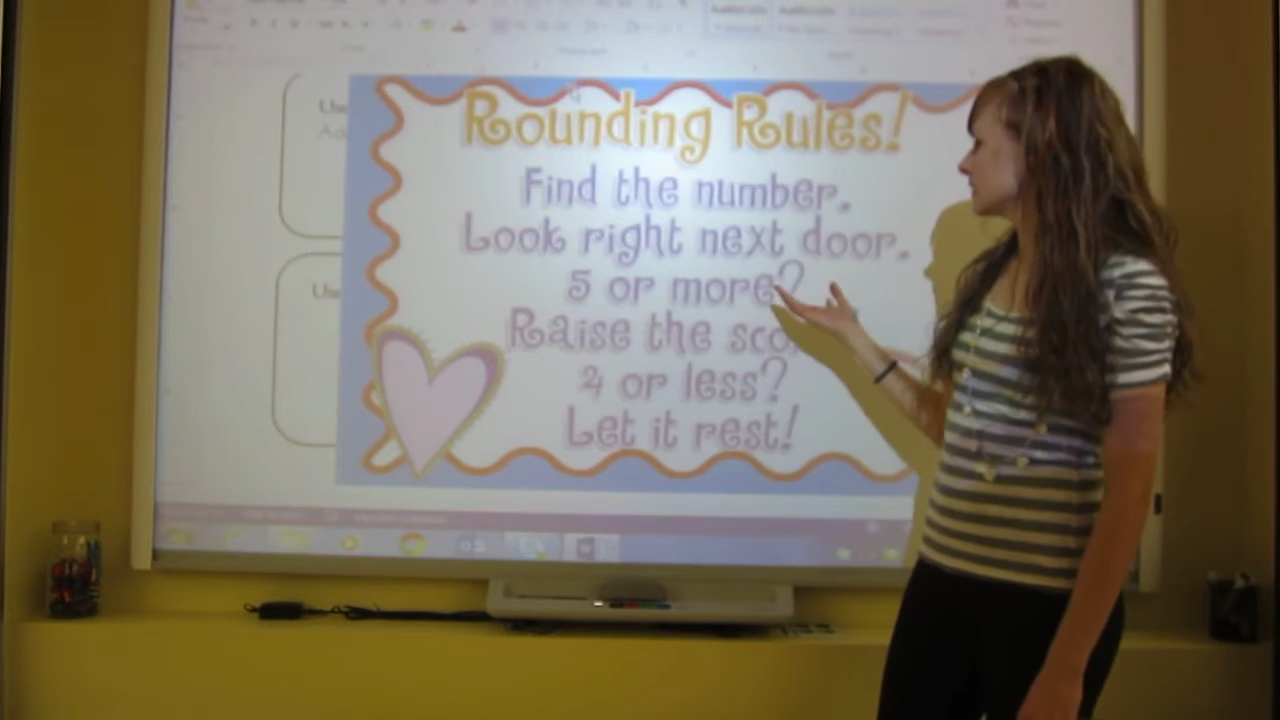 Rounding Rules!
Find the number.
Look right next door.
5 or more?
Raise the sco
4 or less?
Let it rest!